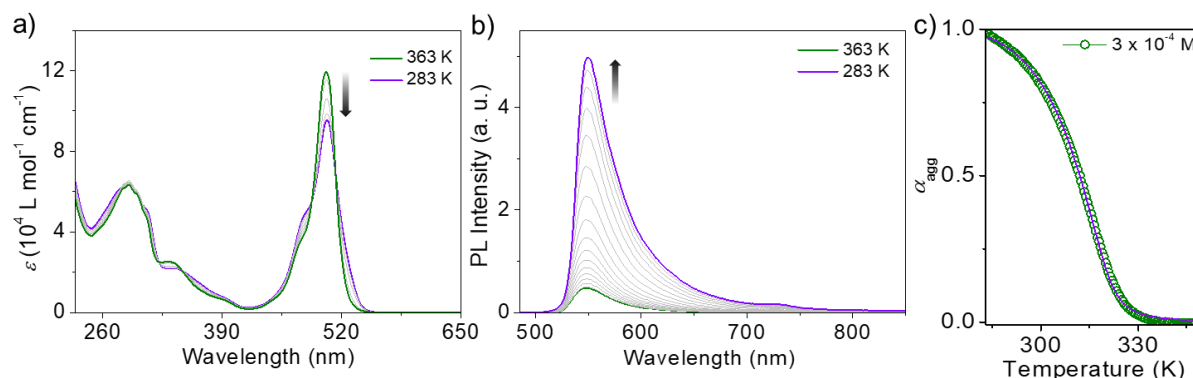 a)
12
8
4
0
ε (10⁴ L mol⁻¹ cm⁻¹)
363 K
283 K
260
390
520
650
Wavelength (nm)
b)
4
2
0
PL Intensity (a. u.)
363 K
283 K
500
600
700
800
Wavelength (nm)
c)
1.0
0.5
0.0
αagg
3 x 10⁻⁴ M
300
330
Temperature (K)